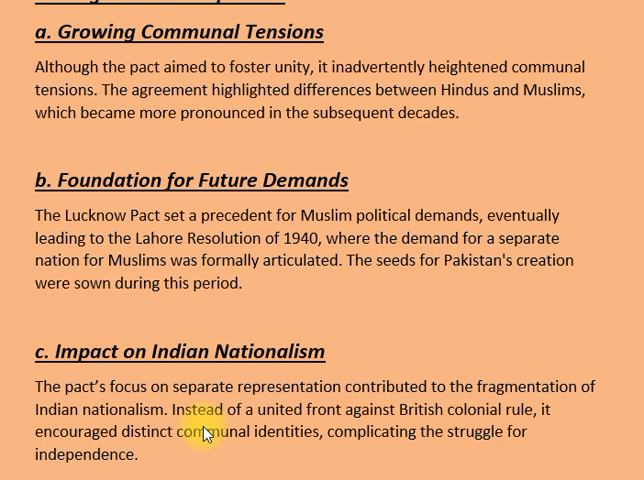 a. Growing Communal Tensions
Although the pact aimed to foster unity, it inadvertently heightened communal
tensions. The agreement highlighted differences between Hindus and Muslims,
which became more pronounced in the subsequent decades.
b. Foundation for Future Demands
The Lucknow Pact set a precedent for Muslim political demands, eventually
leading to the Lahore Resolution of 1940, where the demand for a separate
nation for Muslims was formally articulated. The seeds for Pakistan's creation
were sown during this period.
c. Impact on Indian Nationalism
The pact’s focus on separate representation contributed to the fragmentation of
Indian nationalism. Instead of a united front against British colonial rule, it
encouraged distinct communal identities, complicating the struggle for
independence.